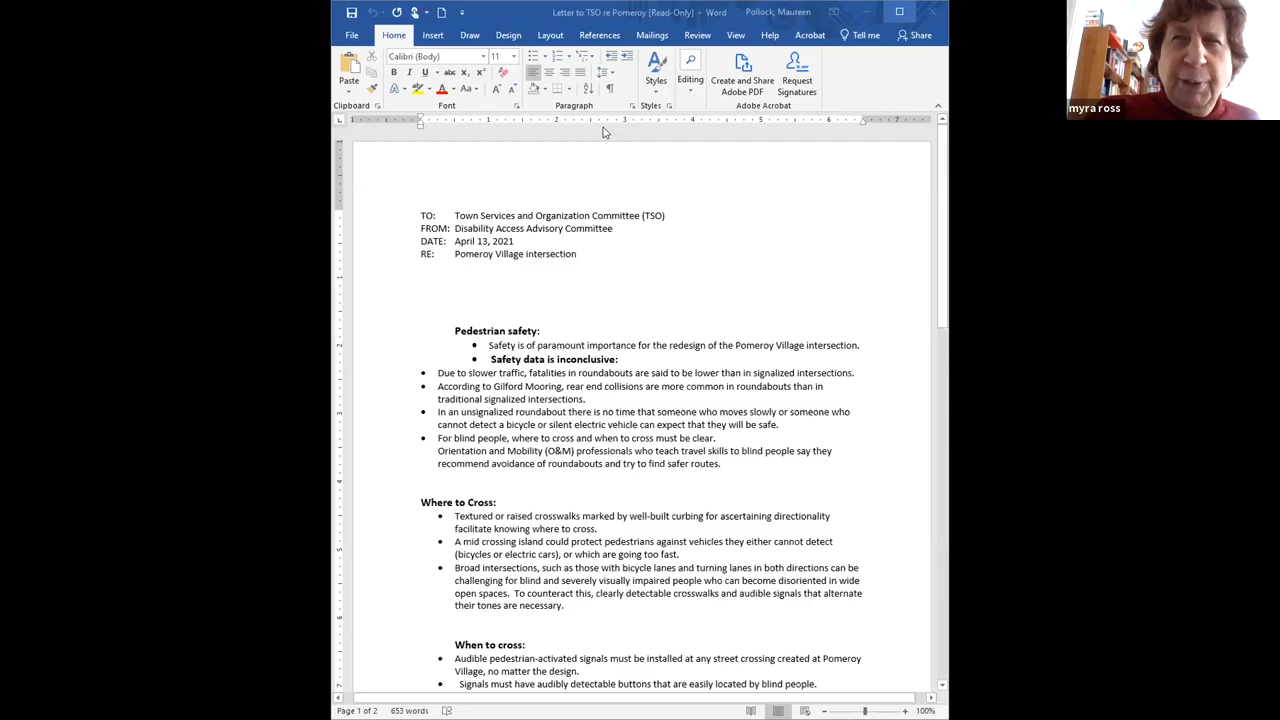 Letter to TSO re Pomeroy [Read-Only] - Word
Pollock, Maureen
File Home Insert Draw Design Layout References Mailings Review View Help Acrobat Tell me Share
Calibri (Body) 11
Paste
Styles
Editing
Create and Share Adobe PDF
Request Signatures
Clipboard Font Paragraph Styles Adobe Acrobat
myra ross
TO: Town Services and Organization Committee (TSO)
FROM: Disability Access Advisory Committee
DATE: April 13, 2021
RE: Pomeroy Village intersection
Pedestrian safety:
• Safety is of paramount importance for the redesign of the Pomeroy Village intersection.
• Safety data is inconclusive:
• Due to slower traffic, fatalities in roundabouts are said to be lower than in signalized intersections.
• According to Gilford Mooring, rear end collisions are more common in roundabouts than in
traditional signalized intersections.
• In an unsignalized roundabout there is no time that someone who moves slowly or someone who
cannot detect a bicycle or silent electric vehicle can expect that they will be safe.
• For blind people, where to cross and when to cross must be clear.
Orientation and Mobility (O&M) professionals who teach travel skills to blind people say they
recommend avoidance of roundabouts and try to find safer routes.
Where to Cross:
• Textured or raised crosswalks marked by well-built curbing for ascertaining directionality
facilitate knowing where to cross.
• A mid crossing island could protect pedestrians against vehicles they either cannot detect
(bicycles or electric cars), or which are going too fast.
• Broad intersections, such as those with bicycle lanes and turning lanes in both directions can be
challenging for blind and severely visually impaired people who can become disoriented in wide
open spaces. To counteract this, clearly detectable crosswalks and audible signals that alternate
their tones are necessary.
When to cross:
• Audible pedestrian-activated signals must be installed at any street crossing created at Pomeroy
Village, no matter the design.
• Signals must have audibly detectable buttons that are easily located by blind people.
Page 1 of 2 653 words 100%